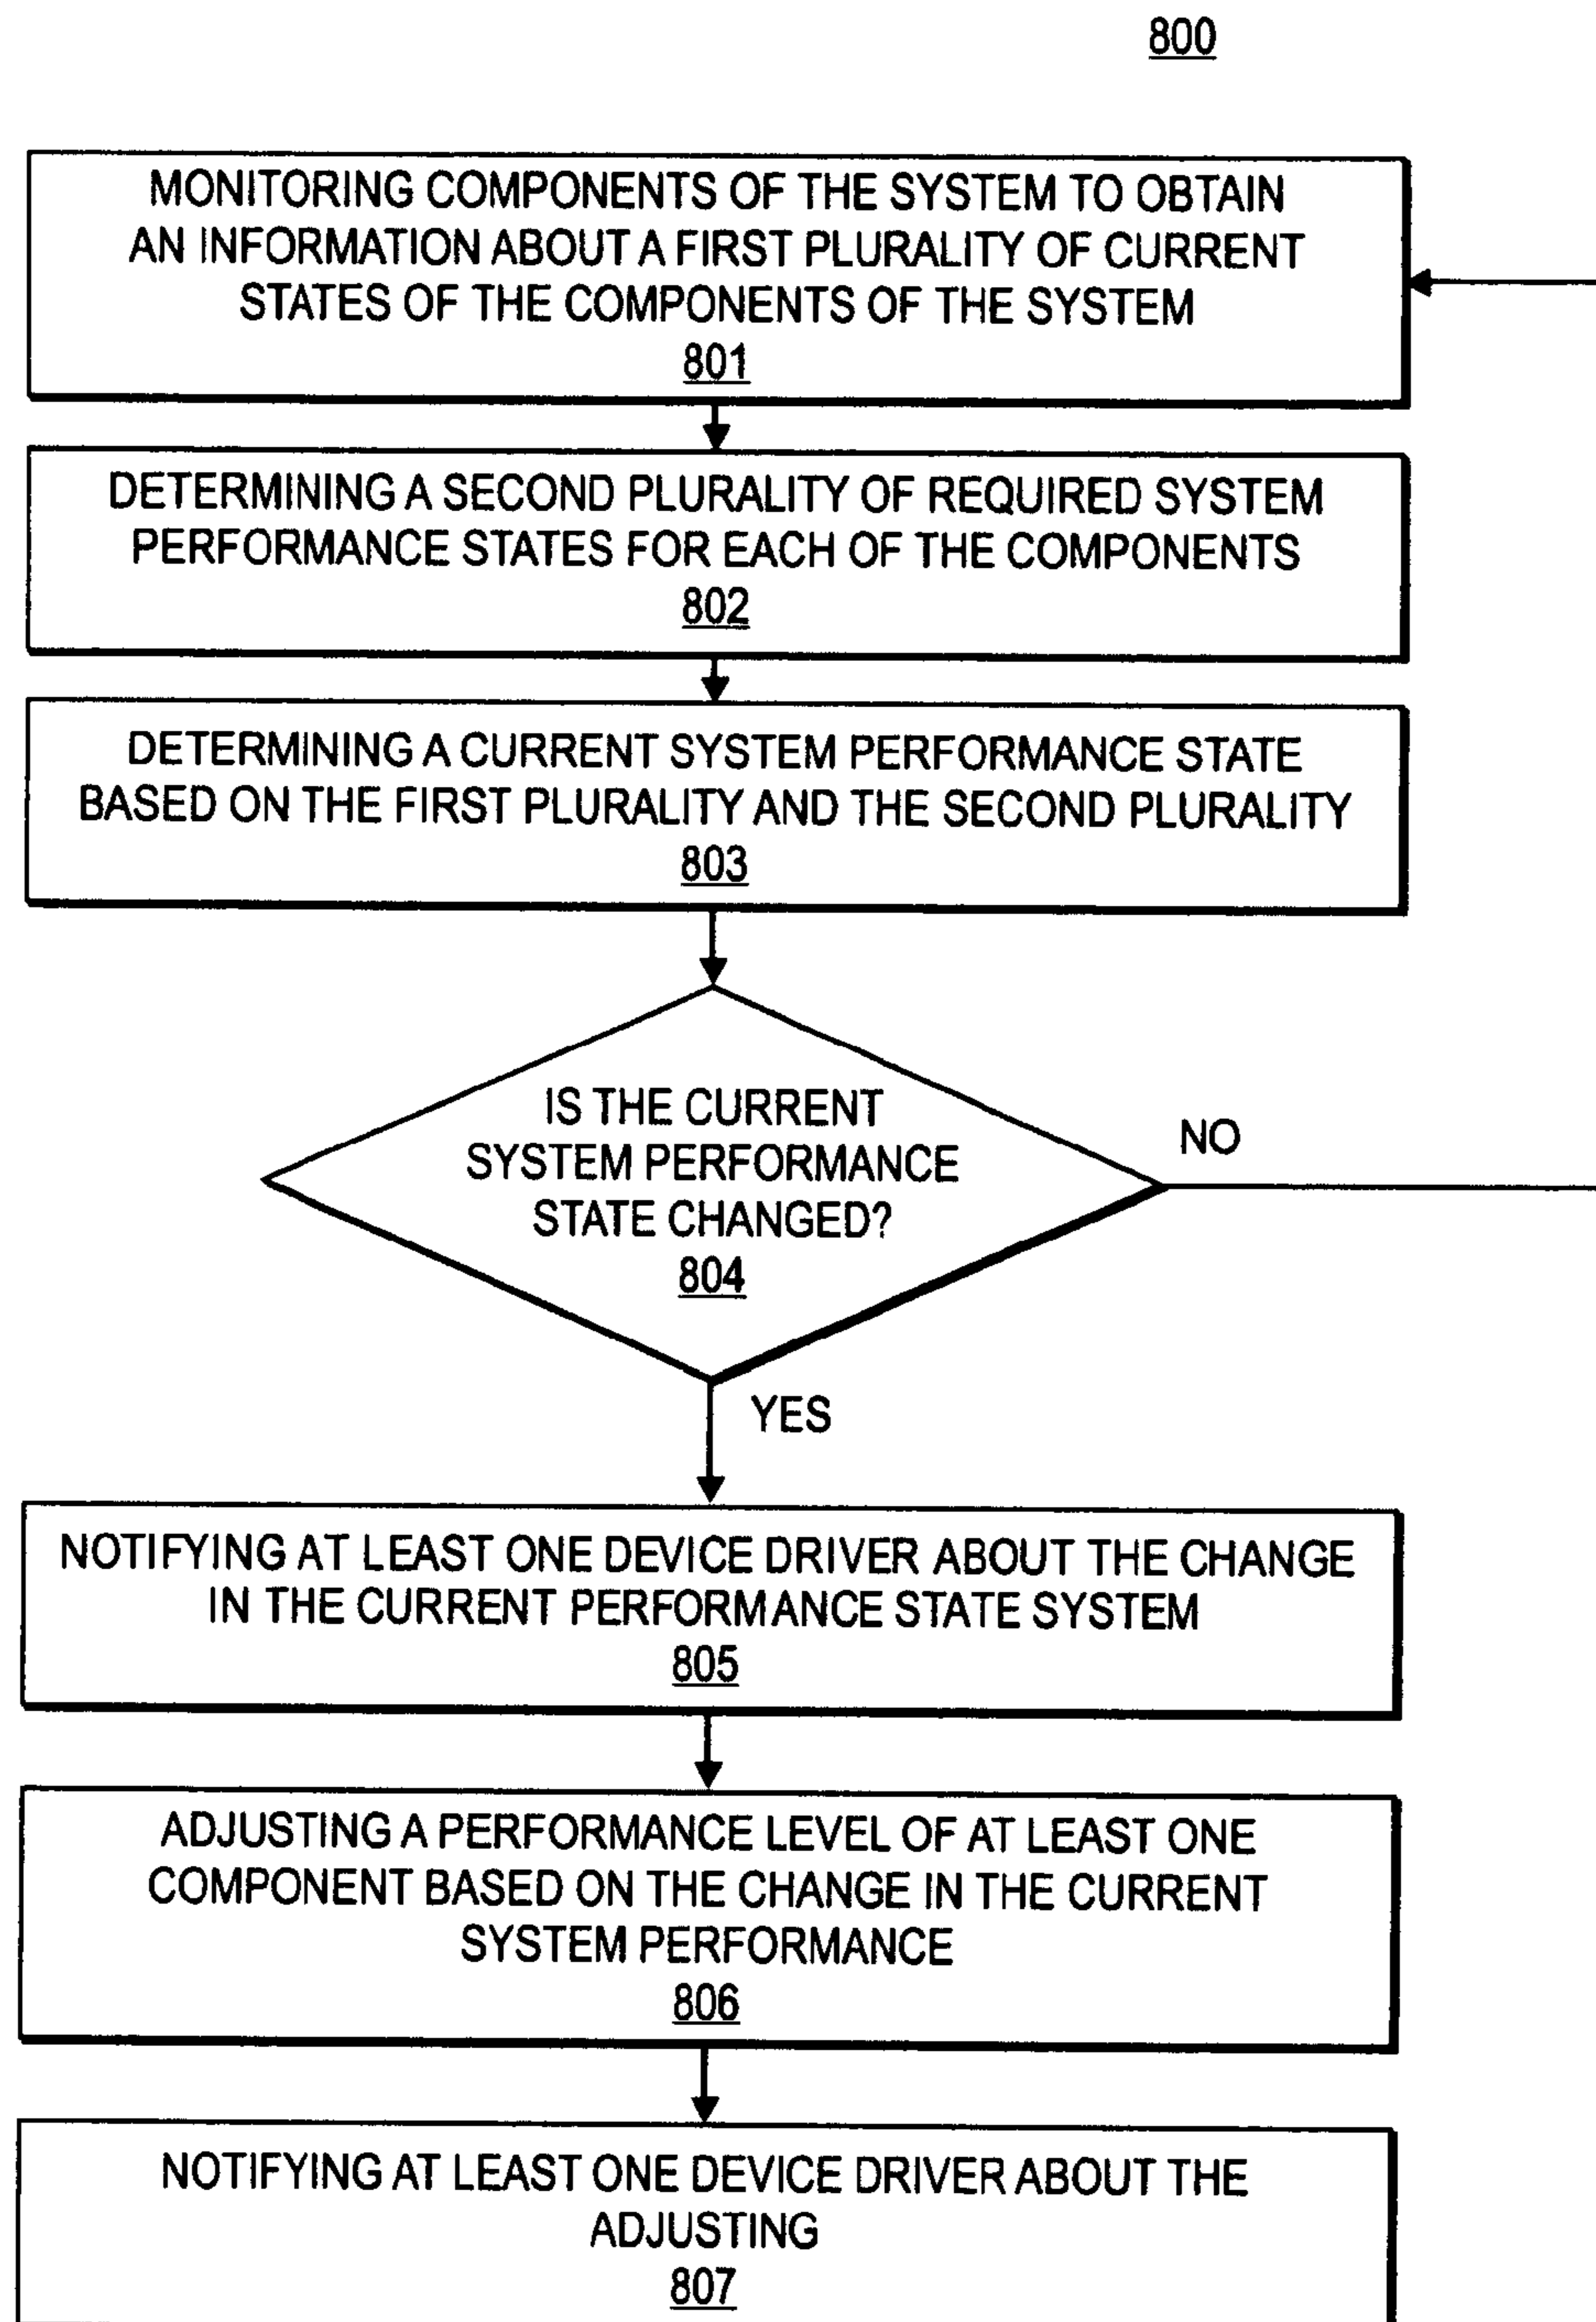 800
MONITORING COMPONENTS OF THE SYSTEM TO OBTAIN
AN INFORMATION ABOUT A FIRST PLURALITY OF CURRENT
STATES OF THE COMPONENTS OF THE SYSTEM
801
DETERMINING A SECOND PLURALITY OF REQUIRED SYSTEM
PERFORMANCE STATES FOR EACH OF THE COMPONENTS
802
DETERMINING A CURRENT SYSTEM PERFORMANCE STATE
BASED ON THE FIRST PLURALITY AND THE SECOND PLURALITY
803
IS THE CURRENT
SYSTEM PERFORMANCE
STATE CHANGED?
804
NO
YES
NOTIFYING AT LEAST ONE DEVICE DRIVER ABOUT THE CHANGE
IN THE CURRENT PERFORMANCE STATE SYSTEM
805
ADJUSTING A PERFORMANCE LEVEL OF AT LEAST ONE
COMPONENT BASED ON THE CHANGE IN THE CURRENT
SYSTEM PERFORMANCE
806
NOTIFYING AT LEAST ONE DEVICE DRIVER ABOUT THE
ADJUSTING
807